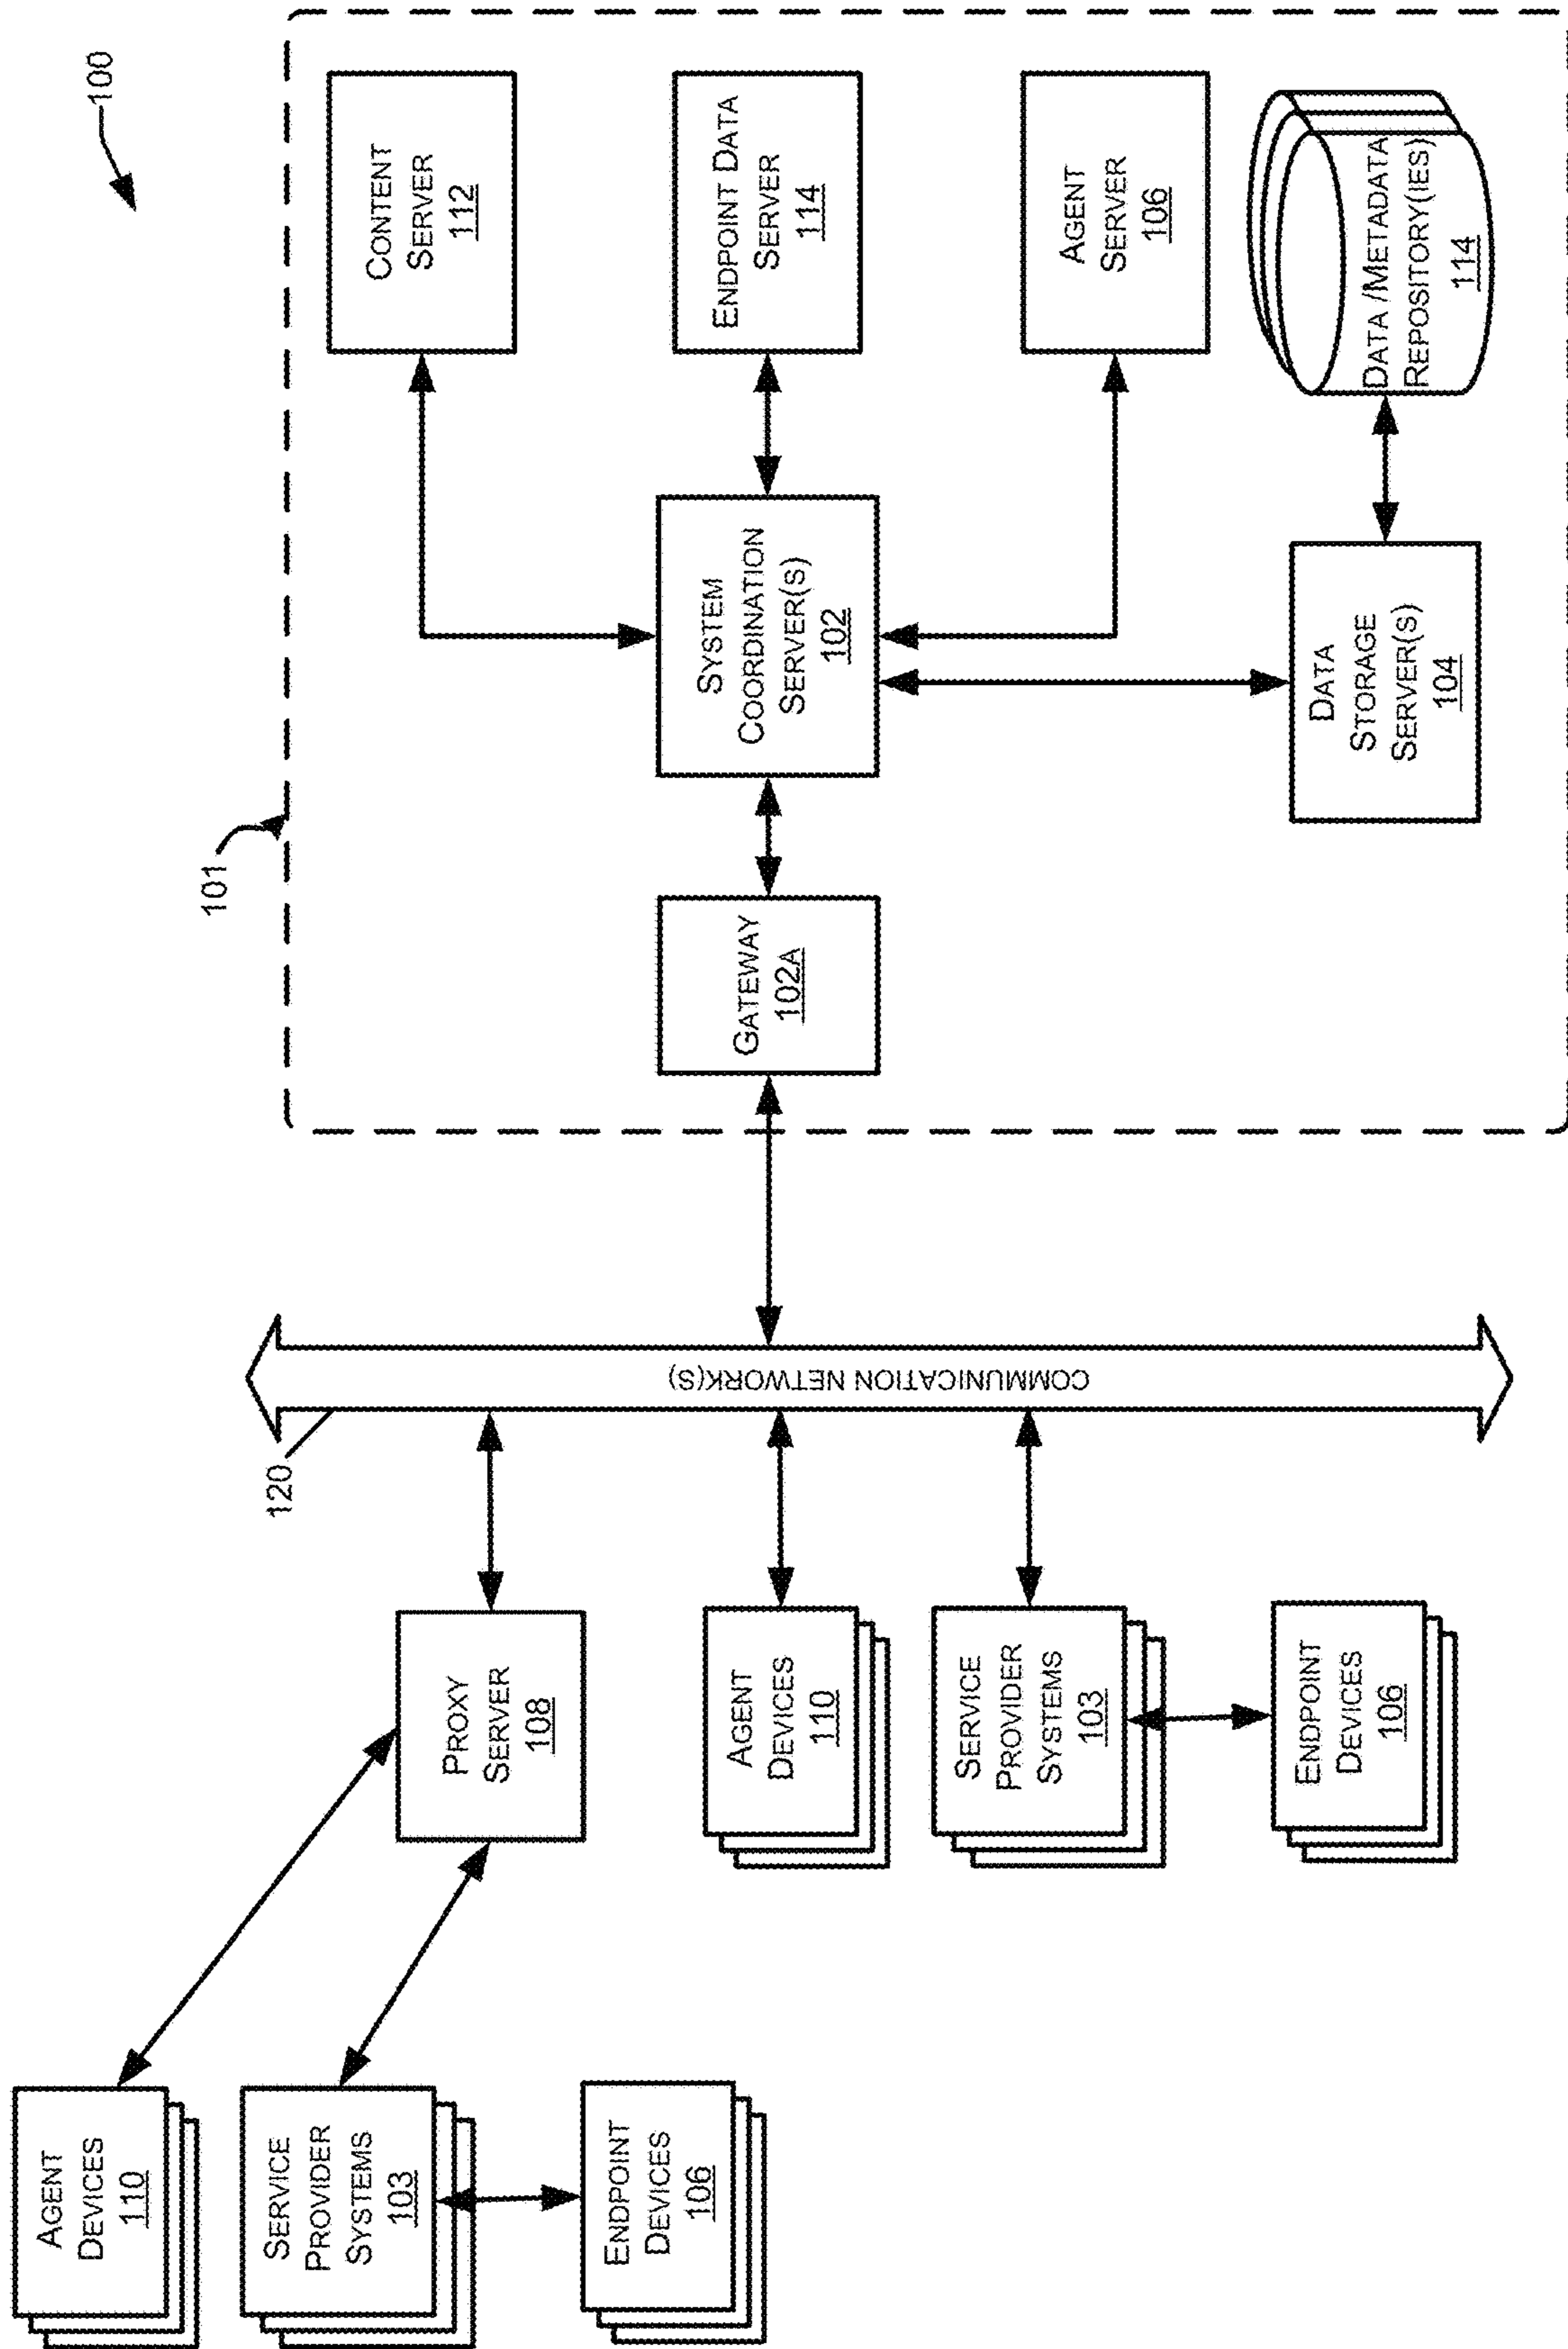 100
101
CONTENT
SERVER
112
ENDPOINT DATA
SERVER
114
AGENT
SERVER
106
DATA /METADATA
REPOSITORY(IES)
114
SYSTEM
COORDINATION
SERVER(S)
102
DATA
STORAGE
SERVER(S)
104
GATEWAY
102A
COMMUNICATION NETWORK(S)
120
PROXY
SERVER
108
AGENT
DEVICES
110
SERVICE
PROVIDER
SYSTEMS
103
ENDPOINT
DEVICES
106
AGENT
DEVICES
110
SERVICE
PROVIDER
SYSTEMS
103
ENDPOINT
DEVICES
106